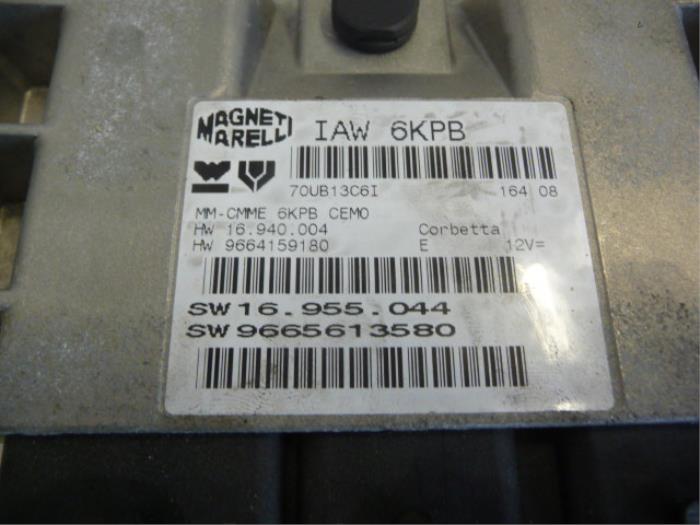 MAGNETI
MARELLI
IAW 6KPB
70UB13C6I 164 08
MM-CMME 6KPB CEMO
HW 16.940.004 Corbetta
HW 9664159180 E 12V=
SW 16.955.044
SW 9665613580